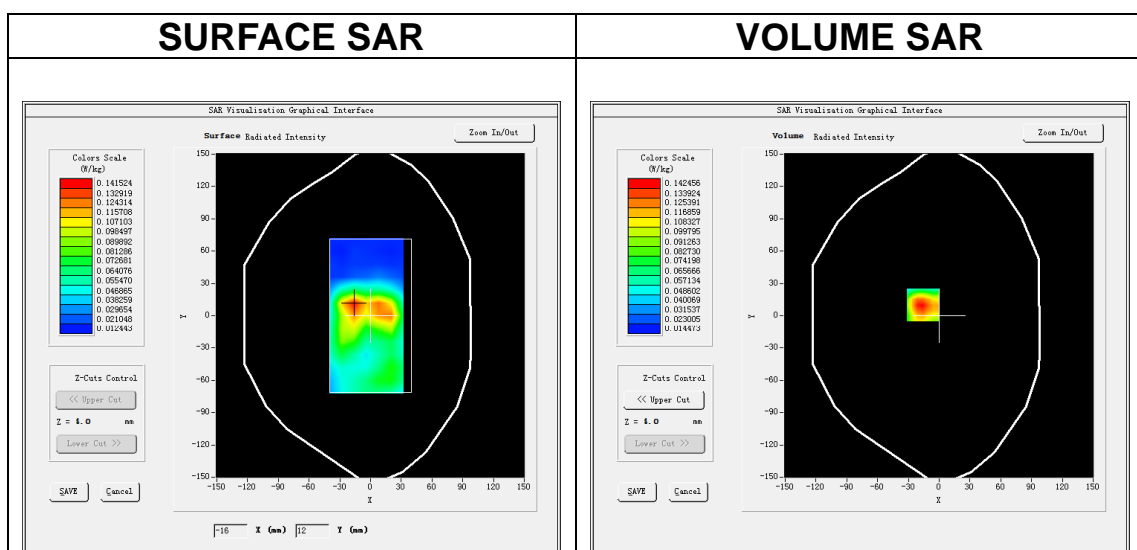 SURFACE SAR
VOLUME SAR
SAR Visualisation Graphical Interface
Surface Radiated Intensity
Zoom In/Out
Colors Scale
(W/kg)
0.141524
0.132919
0.124314
0.115708
0.107103
0.098497
0.089892
0.081286
0.072681
0.064076
0.055470
0.046865
0.038259
0.029654
0.021048
0.012443
Z-Cuts Control
<< Upper Cut
Z = 4.0 mm
Lower Cut >>
SAVE
Cancel
150
120
90
60
30
0
-30
-60
-90
-120
-150
Y
-150 -120 -90 -60 -30 0 30 60 90 120 150
X
-16 X (mm) 12 Y (mm)
SAR Visualisation Graphical Interface
Volume Radiated Intensity
Zoom In/Out
Colors Scale
(W/kg)
0.142456
0.133924
0.125391
0.116859
0.108327
0.099795
0.091263
0.082730
0.074198
0.065666
0.057134
0.048602
0.040069
0.031537
0.023005
0.014473
Z-Cuts Control
<< Upper Cut
Z = 4.0 mm
Lower Cut >>
SAVE
Cancel
150
120
90
60
30
0
-30
-60
-90
-120
-150
Y
-150 -120 -90 -60 -30 0 30 60 90 120 150
X